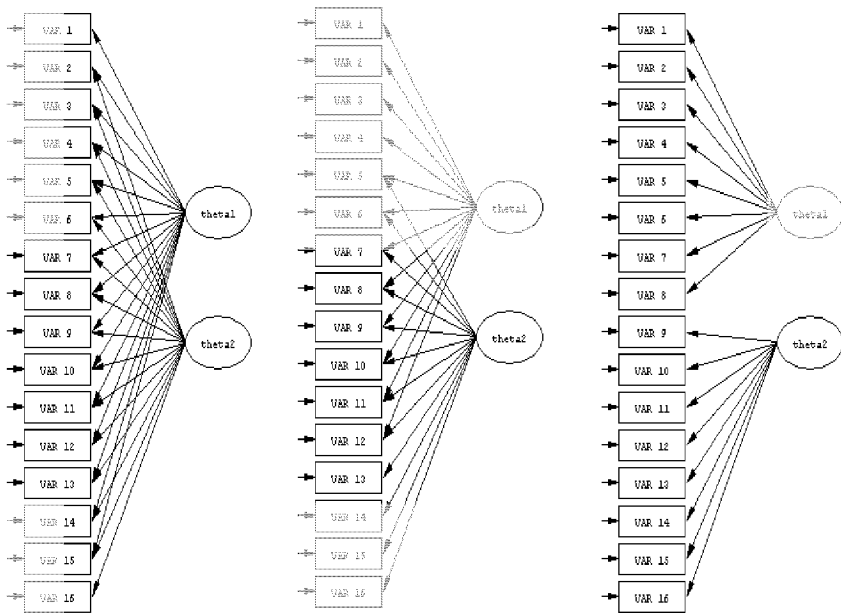 VAR 1
VAR 2
VAR 3
VAR 4
VAR 5
VAR 6
VAR 7
VAR 8
VAR 9
VAR 10
VAR 11
VAR 12
VAR 13
VAR 14
VAR 15
VAR 16
theta1
theta2
VAR 1
VAR 2
VAR 3
VAR 4
VAR 5
VAR 6
VAR 7
VAR 8
VAR 9
VAR 10
VAR 11
VAR 12
VAR 13
VAR 14
VAR 15
VAR 16
theta1
theta2
VAR 1
VAR 2
VAR 3
VAR 4
VAR 5
VAR 6
VAR 7
VAR 8
VAR 9
VAR 10
VAR 11
VAR 12
VAR 13
VAR 14
VAR 15
VAR 16
theta1
theta2